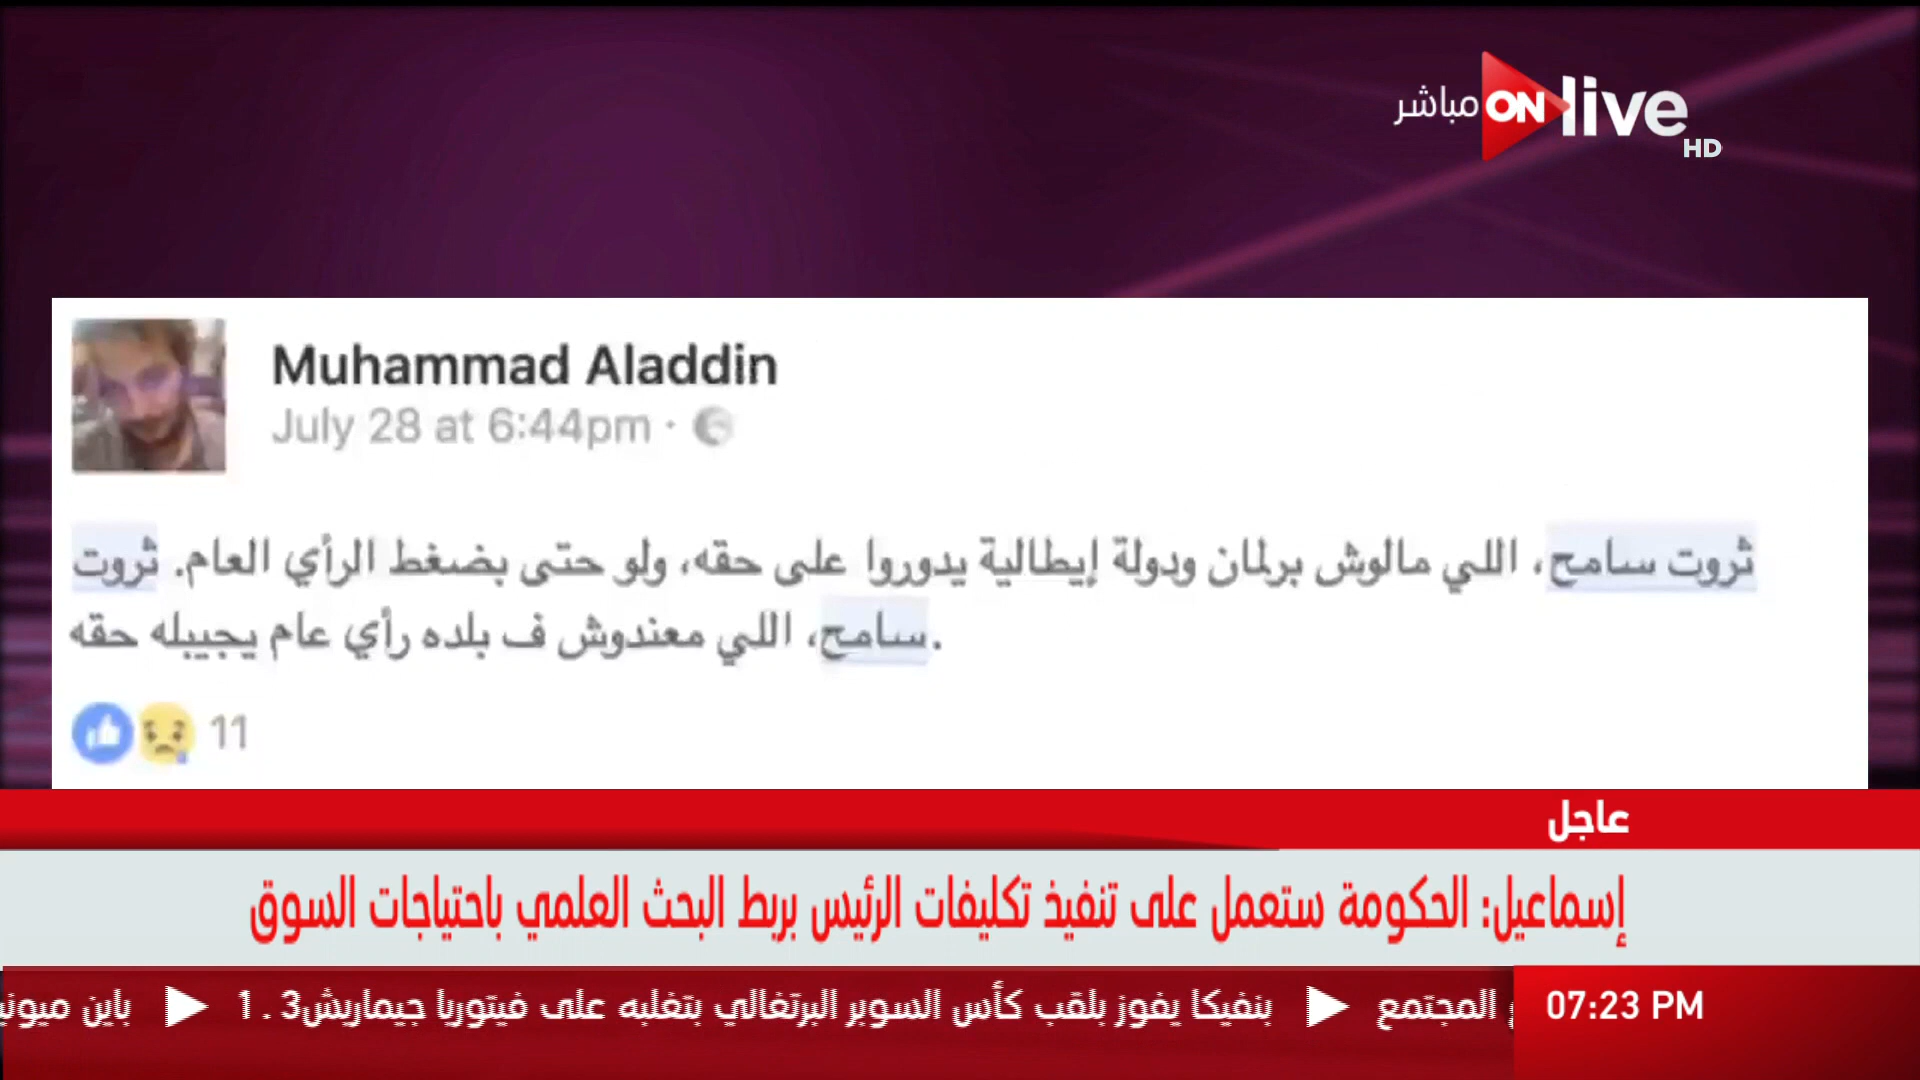 مباشر ON live
HD
Muhammad Aladdin
July 28 at 6:44pm ·
ثروت سامح، اللي مالوش برلمان ودولة إيطالية يدوروا على حقه، ولو حتى بضغط الرأي العام. ثروت
سامح، اللي معندوش ف بلده رأي عام يجيبله حقه.
11
عاجل
إسماعيل: الحكومة ستعمل على تنفيذ تكليفات الرئيس بربط البحث العلمي باحتياجات السوق
المجتمع ◀ بنفيكا يفوز بلقب كأس السوبر البرتغالي بتغلبه على فيتوريا جيماريش3 . 1 ◀ باين
07:23 PM